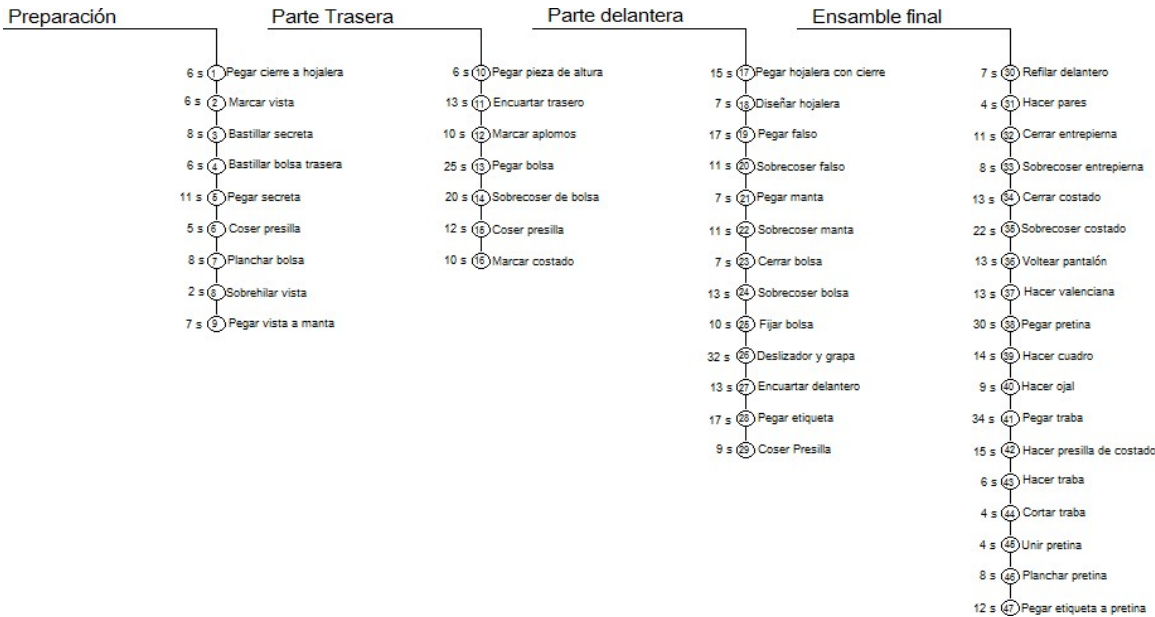 Preparación
6 s 1 Pegar cierre a hojalera
6 s 2 Marcar vista
8 s 3 Bastillar secreta
6 s 4 Bastillar bolsa trasera
11 s 5 Pegar secreta
5 s 6 Coser presilla
8 s 7 Planchar bolsa
2 s 8 Sobrehilar vista
7 s 9 Pegar vista a manta
Parte Trasera
6 s 10 Pegar pieza de altura
13 s 11 Encuartar trasero
10 s 12 Marcar aplomos
25 s 13 Pegar bolsa
20 s 14 Sobrecoser de bolsa
12 s 15 Coser presilla
10 s 16 Marcar costado
Parte delantera
15 s 17 Pegar hojalera con cierre
7 s 18 Diseñar hojalera
17 s 19 Pegar falso
11 s 20 Sobrecoser falso
7 s 21 Pegar manta
11 s 22 Sobrecoser manta
7 s 23 Cerrar bolsa
13 s 24 Sobrecoser bolsa
10 s 25 Fijar bolsa
32 s 26 Deslizador y grapa
13 s 27 Encuartar delantero
17 s 28 Pegar etiqueta
9 s 29 Coser Presilla
Ensamble final
7 s 30 Refilar delantero
4 s 31 Hacer pares
11 s 32 Cerrar entrepierna
8 s 33 Sobrecoser entrepierna
13 s 34 Cerrar costado
22 s 35 Sobrecoser costado
13 s 36 Voltear pantalón
13 s 37 Hacer valenciana
30 s 38 Pegar pretina
14 s 39 Hacer cuadro
9 s 40 Hacer ojal
34 s 41 Pegar traba
15 s 42 Hacer presilla de costado
6 s 43 Hacer traba
4 s 44 Cortar traba
4 s 45 Unir pretina
8 s 46 Planchar pretina
12 s 47 Pegar etiqueta a pretina